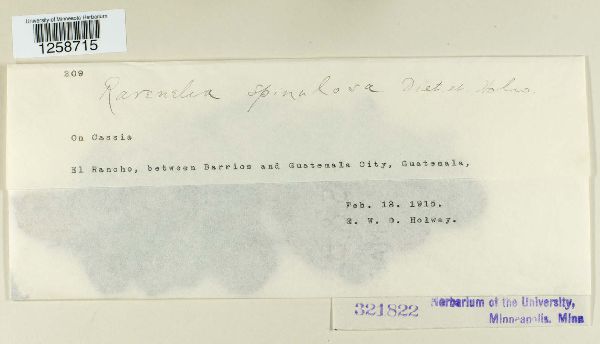 University of Minnesota Herbarium
1258715
209
Ravenelia spinulosa Diet. et Holw.
On Cassia
El Rancho, between Barrios and Guatemala City, Guatemala,
Feb. 18. 1915.
E. W. D. Holway.
321822
Herbarium of the University,
Minneapolis. Minn